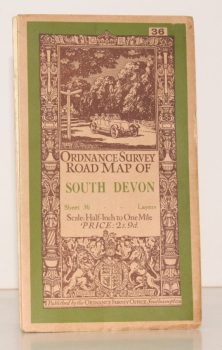 36
ORDNANCE SURVEY
ROAD MAP OF
SOUTH DEVON
Sheet 36 Layers
Scale: Half-Inch to One Mile
PRICE: 2s. 9d.
Published by the ORDNANCE SURVEY OFFICE, Southampton